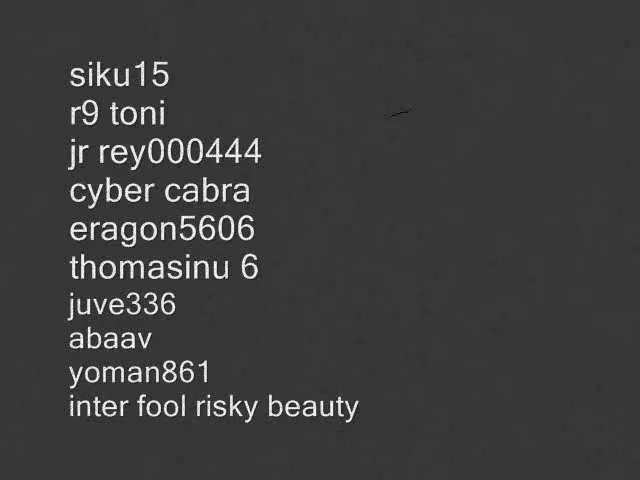 siku15
r9 toni
jr rey000444
cyber cabra
eragon5606
thomasinu 6
juve336
abaav
yoman861
inter fool risky beauty